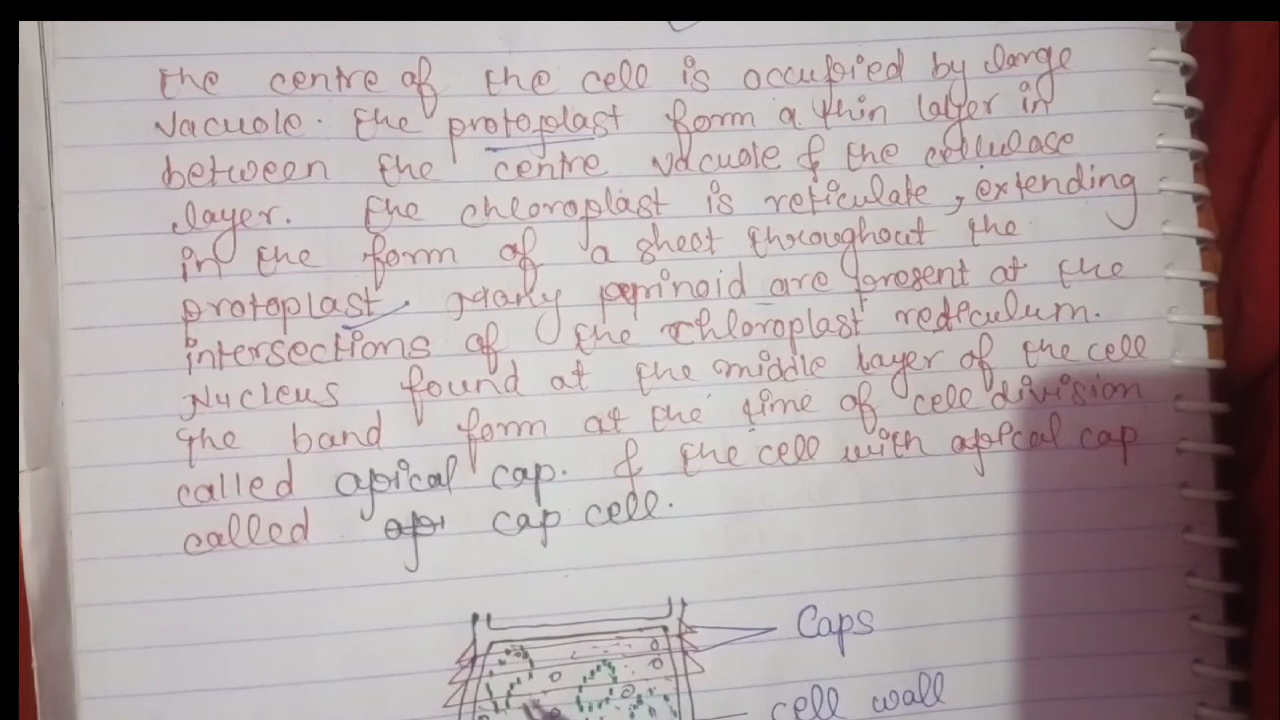 the centre of the cell is occupied by large
vacuole. the protoplast form a thin layer in
between the centre vacuole & the cellulose
layer. the chloroplast is reticulate, extending
in the form of a sheet throughout the
protoplast. Many pyrinoid are present at the
intersections of the chloroplast reticulum.
Nucleus found at the middle layer of the cell
The band form at the time of cell division
called apical cap. & the cell with apical cap
called cap cell.
Caps
cell wall